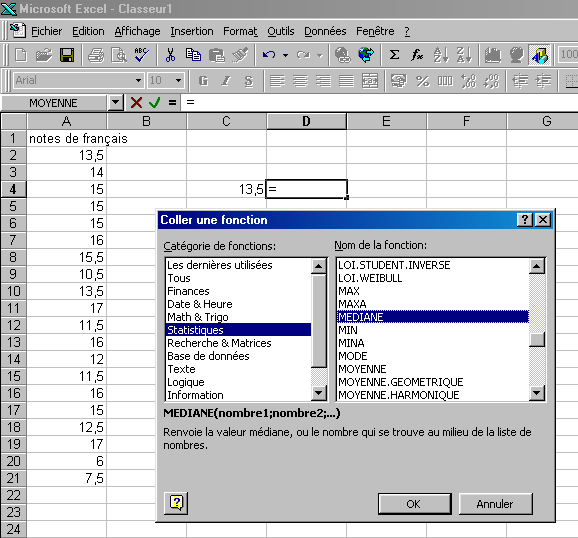 Microsoft Excel - Classeur1
Fichier Edition Affichage Insertion Format Outils Données Fenêtre ?
100
Arial 10 G I S
MOYENNE = =
A B C D E F G
1 notes de français
2 13,5
3 14
4 15 13,5 =
5 15
6 15
7 16
8 15,5
9 10,5
10 13,5
11 17
12 11,5
13 16
14 12
15 11,5
16 16
17 15
18 12,5
19 17
20 6
21 7,5
22
23
24
Coller une fonction
Catégorie de fonctions:
Les dernières utilisées
Tous
Finances
Date & Heure
Math & Trigo
Statistiques
Recherche & Matrices
Base de données
Texte
Logique
Information
Nom de la fonction:
LOI.STUDENT.INVERSE
LOI.WEIBULL
MAX
MAXA
MEDIANE
MIN
MINA
MODE
MOYENNE
MOYENNE.GEOMETRIQUE
MOYENNE.HARMONIQUE
MEDIANE(nombre1;nombre2;...)
Renvoie la valeur médiane, ou le nombre qui se trouve au milieu de la liste de
nombres.
OK Annuler